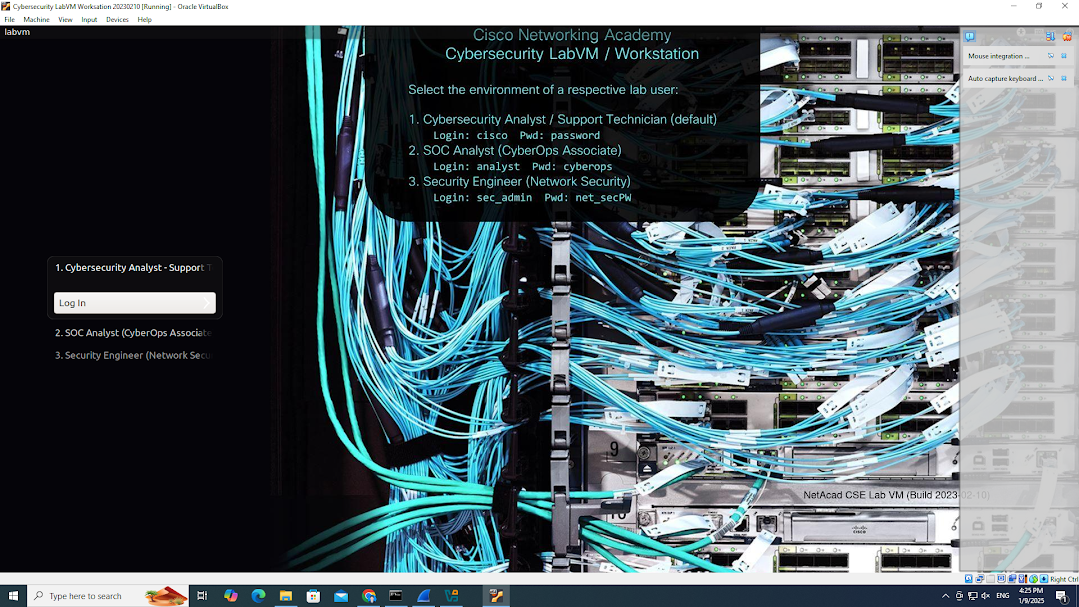 Cybersecurity LabVM Worksation 20230210 [Running] - Oracle VirtualBox
File Machine View Input Devices Help
labvm
Cisco Networking Academy
Cybersecurity LabVM / Workstation
Select the environment of a respective lab user:
1. Cybersecurity Analyst / Support Technician (default)
Login: cisco Pwd: password
2. SOC Analyst (CyberOps Associate)
Login: analyst Pwd: cyberops
3. Security Engineer (Network Security)
Login: sec_admin Pwd: net_secPW
Mouse integration ...
Auto capture keyboard ...
1. Cybersecurity Analyst - Support T
Log In
2. SOC Analyst (CyberOps Associate
3. Security Engineer (Network Secu
9
NetAcad CSE Lab VM (Build 2023-02-10)
CISCO
Right Ctrl
Type here to search
ENG
4:25 PM
1/9/2025
1